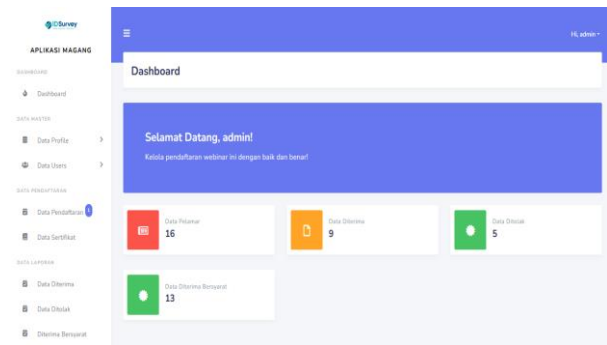 IDSurvey
APLIKASI MAGANG
DASHBOARD
Dashboard
DATA MASTER
Data Profile
Data Users
DATA PENDAFTARAN
Data Pendaftaran
Data Sertifikat
DATA LAPORAN
Data Diterima
Data Ditolak
Diterima Bersyarat
Hi, admin
Dashboard
Selamat Datang, admin!
Kelola pendaftaran webinar ini dengan baik dan benar!
Data Pelamar
16
Data Diterima
9
Data Ditolak
5
Data Diterima Bersyarat
13